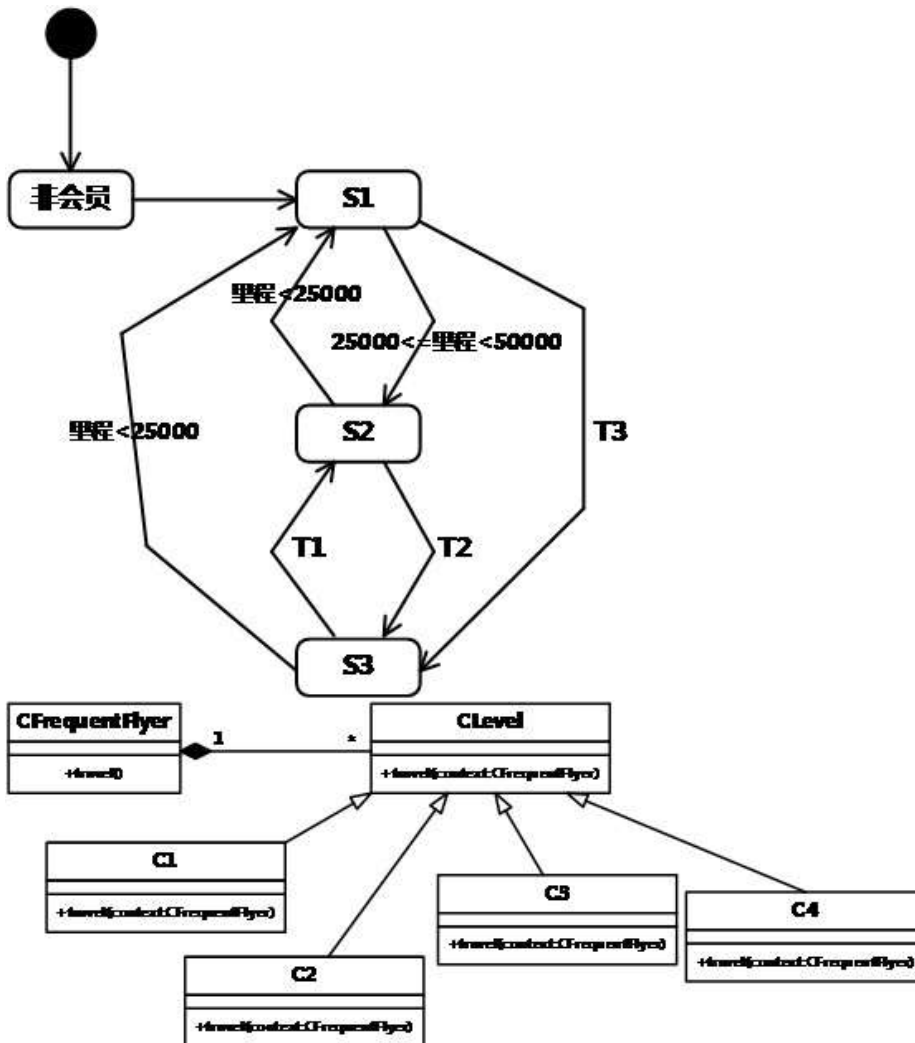 非会员
S1
里程<25000
25000<=里程<50000
S2
里程<25000
T3
T1
T2
S3
CFrequentFlyer
1
*
CLevel
+travel()
+travel(context:CFrequentFlyer)
C1
+travel(context:CFrequentFlyer)
C3
+travel(context:CFrequentFlyer)
C4
+travel(context:CFrequentFlyer)
C2
+travel(context:CFrequentFlyer)